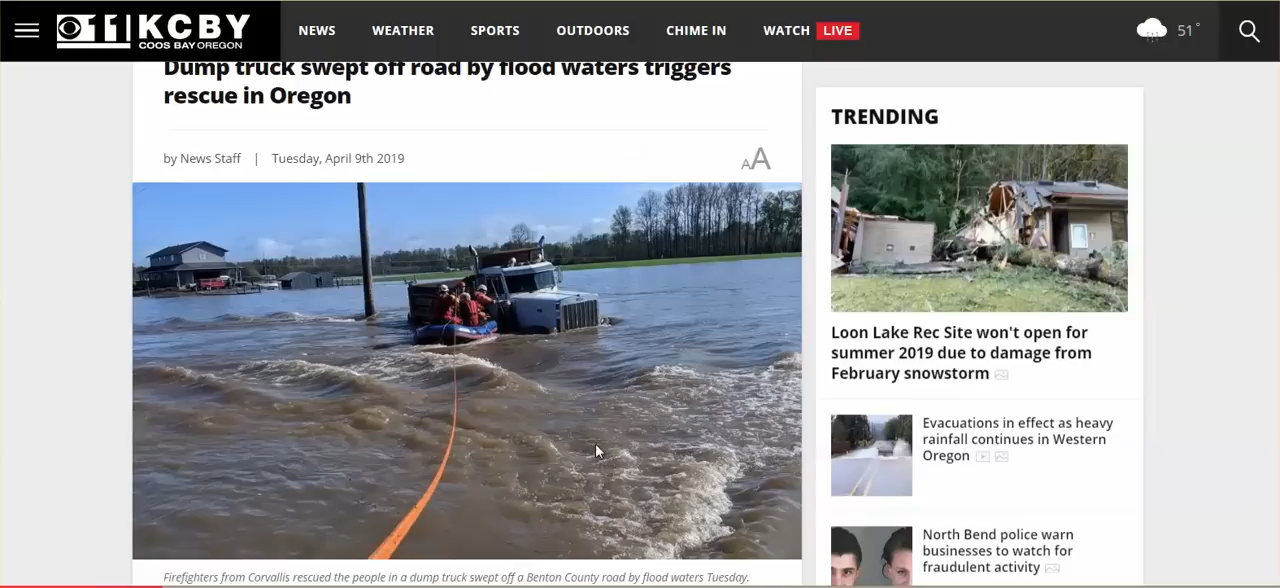 11 KCBY
COOS BAY OREGON
NEWS
WEATHER
SPORTS
OUTDOORS
CHIME IN
WATCH LIVE
51°
Dump truck swept off road by flood waters triggers
rescue in Oregon
by News Staff | Tuesday, April 9th 2019
AA
Firefighters from Corvallis rescued the people in a dump truck swept off a Benton County road by flood waters Tuesday.
TRENDING
Loon Lake Rec Site won't open for
summer 2019 due to damage from
February snowstorm
Evacuations in effect as heavy
rainfall continues in Western
Oregon
North Bend police warn
businesses to watch for
fraudulent activity